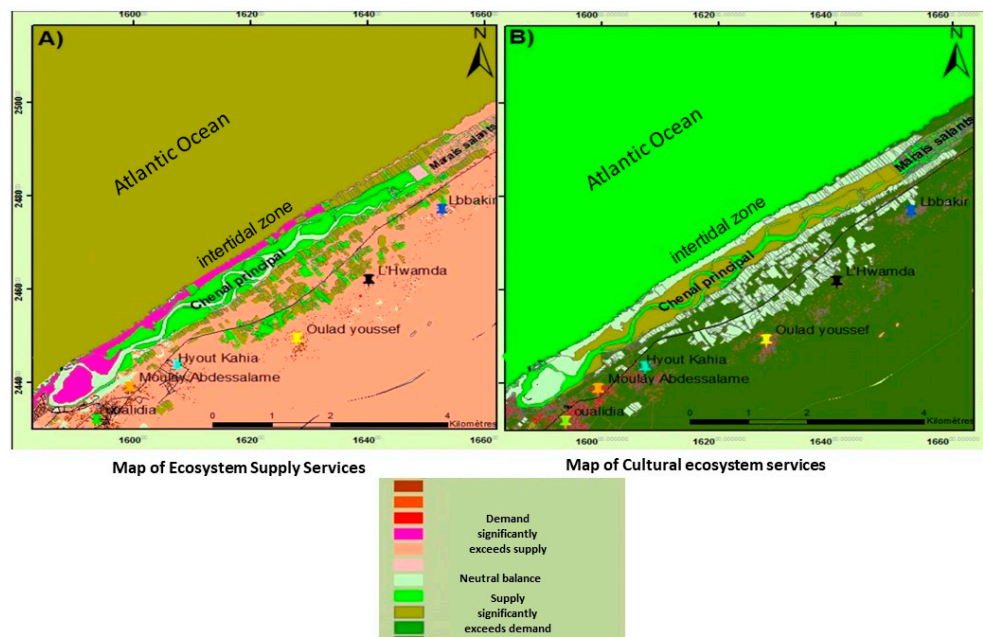 1600 1620 1640 1660
1600 1620 1640 1660
A)
N
2500
2480
2460
2440
Atlantic Ocean
intertidal zone
Chenal principal
Marais salants
Lbbakir
L'Hwamda
Oulad youssef
Hyout Kahia
Moulay Abdessalame
oualidia
0 2 4
Kilomètres
1600 1620 1640 1660
B)
N
Atlantic Ocean
intertidal zone
Chenal principal
Marais salants
Lbbakir
L'Hwamda
Oulad youssef
Hyout Kahia
Moulay Abdessalame
oualidia
0 2 4
Kilomètres
1600 1620 1640 1660
Map of Ecosystem Supply Services
Map of Cultural ecosystem services
Demand
significantly
exceeds supply
Neutral balance
Supply
significantly
exceeds demand